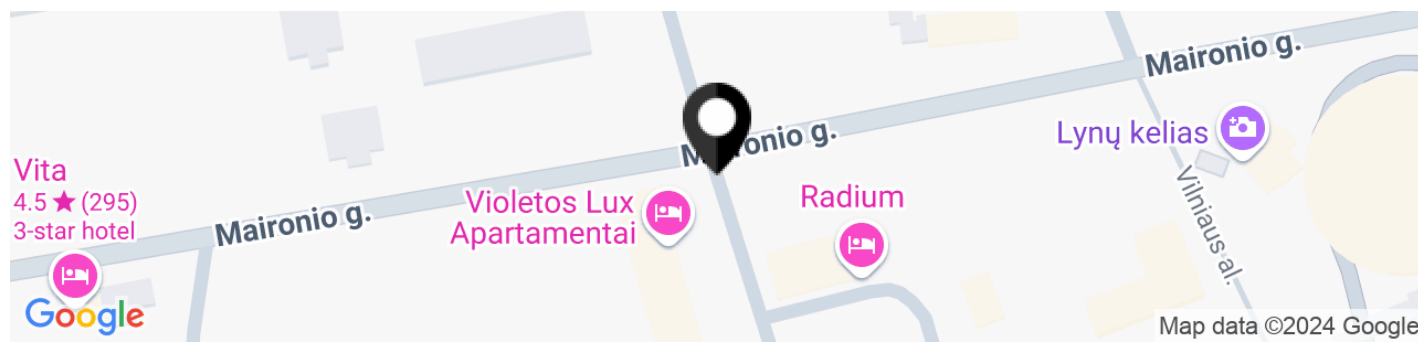 Maironio g.
Lynų kelias
Maironio g.
Vita
4.5 ★ (295)
3-star hotel
Violetos Lux
Apartamentai
Radium
Vilniaus al.
Maironio g.
Google
Map data ©2024 Google